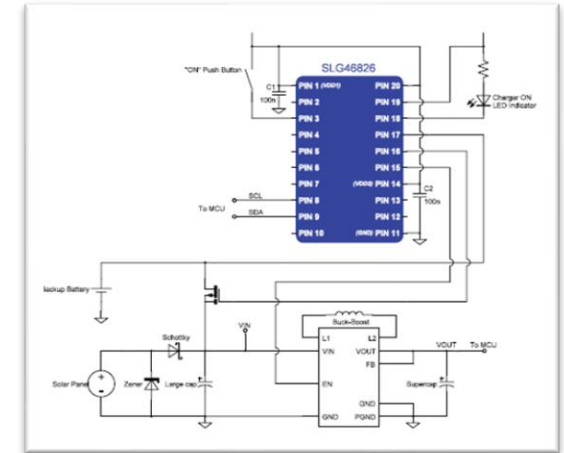 SLG46826
"ON" Push Button
C1
100n
PIN 1 (VDD1)
PIN 2
PIN 3
PIN 4
PIN 5
PIN 6
PIN 7
PIN 8
PIN 9
PIN 10
PIN 20
PIN 19
PIN 18
PIN 17
PIN 16
PIN 15
(VDD2) PIN 14
PIN 13
PIN 12
(GND) PIN 11
Charger ON
LED Indicator
C2
100n
To MCU
SCL
SDA
Backup Battery
Schottky
VIN
Solar Panel
Zener
Large cap
Buck-Boost
L1
L2
VIN
VOUT
FB
EN
GND
GND
PGND
VOUT
To MCU
Supercap